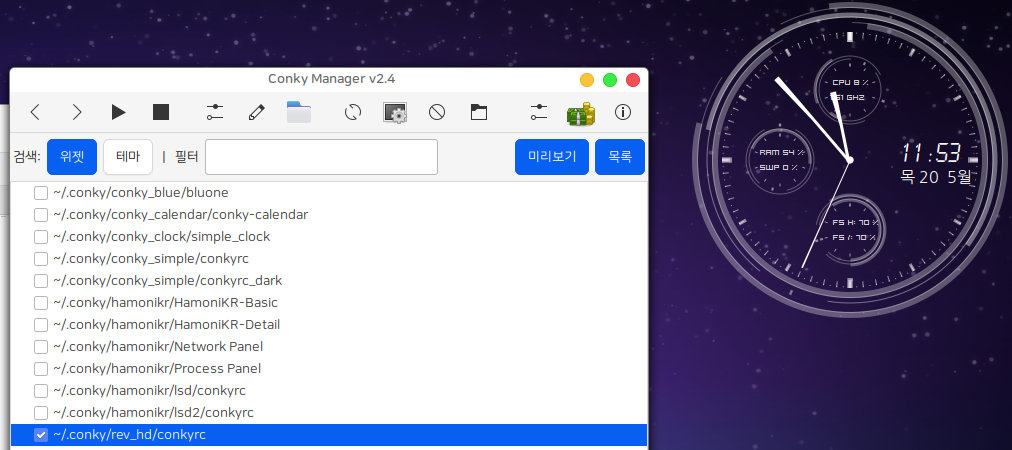 Conky Manager v2.4
검색: 위젯 테마 | 필터 미리보기 목록
~/.conky/conky_blue/bluone
~/.conky/conky_calendar/conky-calendar
~/.conky/conky_clock/simple_clock
~/.conky/conky_simple/conkyrc
~/.conky/conky_simple/conkyrc_dark
~/.conky/hamonikr/HamoniKR-Basic
~/.conky/hamonikr/HamoniKR-Detail
~/.conky/hamonikr/Network Panel
~/.conky/hamonikr/Process Panel
~/.conky/hamonikr/lsd/conkyrc
~/.conky/hamonikr/lsd2/conkyrc
~/.conky/rev_hd/conkyrc
CPU 8 %
GHZ
RAM 54 %
SWP 0 %
11:53
목 20 5월
FS H: 70 %
FS /: 70 %